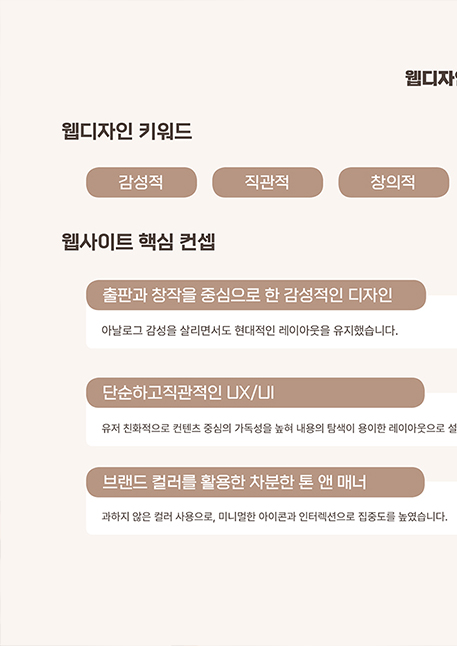 웹디자인
웹디자인 키워드
감성적 직관적 창의적
웹사이트 핵심 컨셉
출판과 창작을 중심으로 한 감성적인 디자인
아날로그 감성을 살리면서도 현대적인 레이아웃을 유지했습니다.
단순하고직관적인 UX/UI
유저 친화적으로 컨텐츠 중심의 가독성을 높혀 내용의 탐색이 용이한 레이아웃으로
브랜드 컬러를 활용한 차분한 톤 앤 매너
과하지 않은 컬러 사용으로, 미니멀한 아이콘과 인터렉션으로 집중도를 높였습니다.